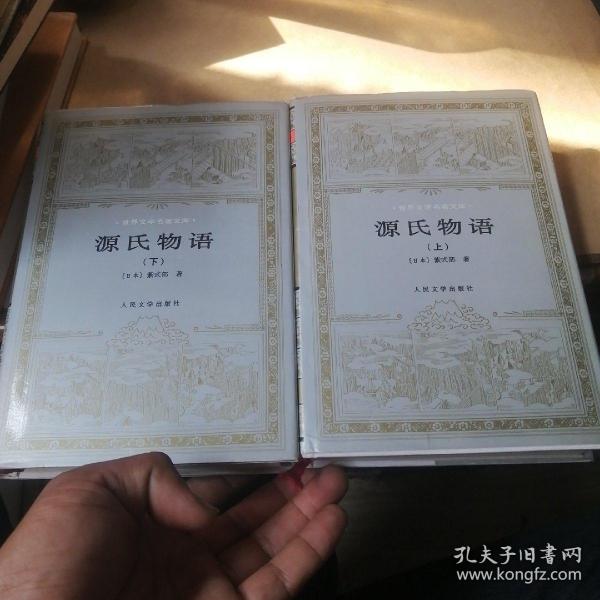 ·世界文学名著文库·
源氏物语
（下）
〔日本〕紫式部 著
人民文学出版社
·世界文学名著文库·
源氏物语
（上）
〔日本〕紫式部 著
人民文学出版社
孔夫子旧书网
www.kongfz.com